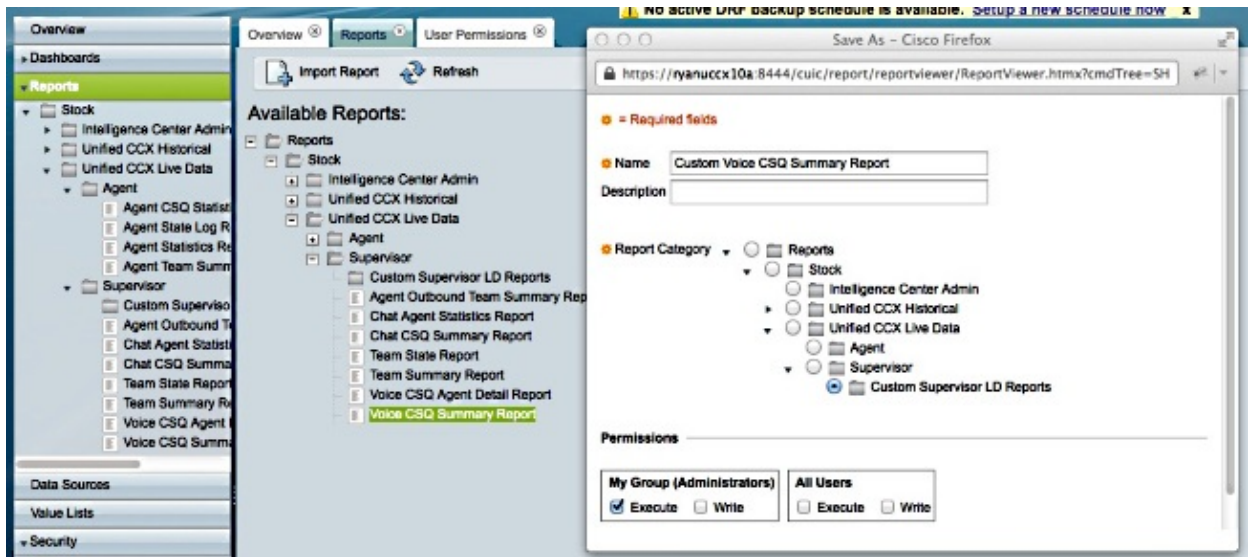 No active DRF backup schedule is available. Setup a new schedule now x
Overview
Dashboards
Reports
Stock
Intelligence Center Admin
Unified CCX Historical
Unified CCX Live Data
Agent
Agent CSQ Statist
Agent State Log R
Agent Statistics Re
Agent Team Summ
Supervisor
Custom Superviso
Agent Outbound T
Chat Agent Statisti
Chat CSQ Summa
Team State Report
Team Summary Re
Voice CSQ Agent
Voice CSQ Summa
Data Sources
Value Lists
Security
Overview
Reports
User Permissions
Import Report
Refresh
Available Reports:
Reports
Stock
Intelligence Center Admin
Unified CCX Historical
Unified CCX Live Data
Agent
Supervisor
Custom Supervisor LD Reports
Agent Outbound Team Summary Rep
Chat Agent Statistics Report
Chat CSQ Summary Report
Team State Report
Team Summary Report
Voice CSQ Agent Detail Report
Voice CSQ Summary Report
Save As – Cisco Firefox
https://ryanuccx10a:8444/cuic/report/reportviewer/ReportViewer.htmx?cmdTree=SH
= Required fields
Name Custom Voice CSQ Summary Report
Description
Report Category
Reports
Stock
Intelligence Center Admin
Unified CCX Historical
Unified CCX Live Data
Agent
Supervisor
Custom Supervisor LD Reports
Permissions
My Group (Administrators)
Execute Write
All Users
Execute Write